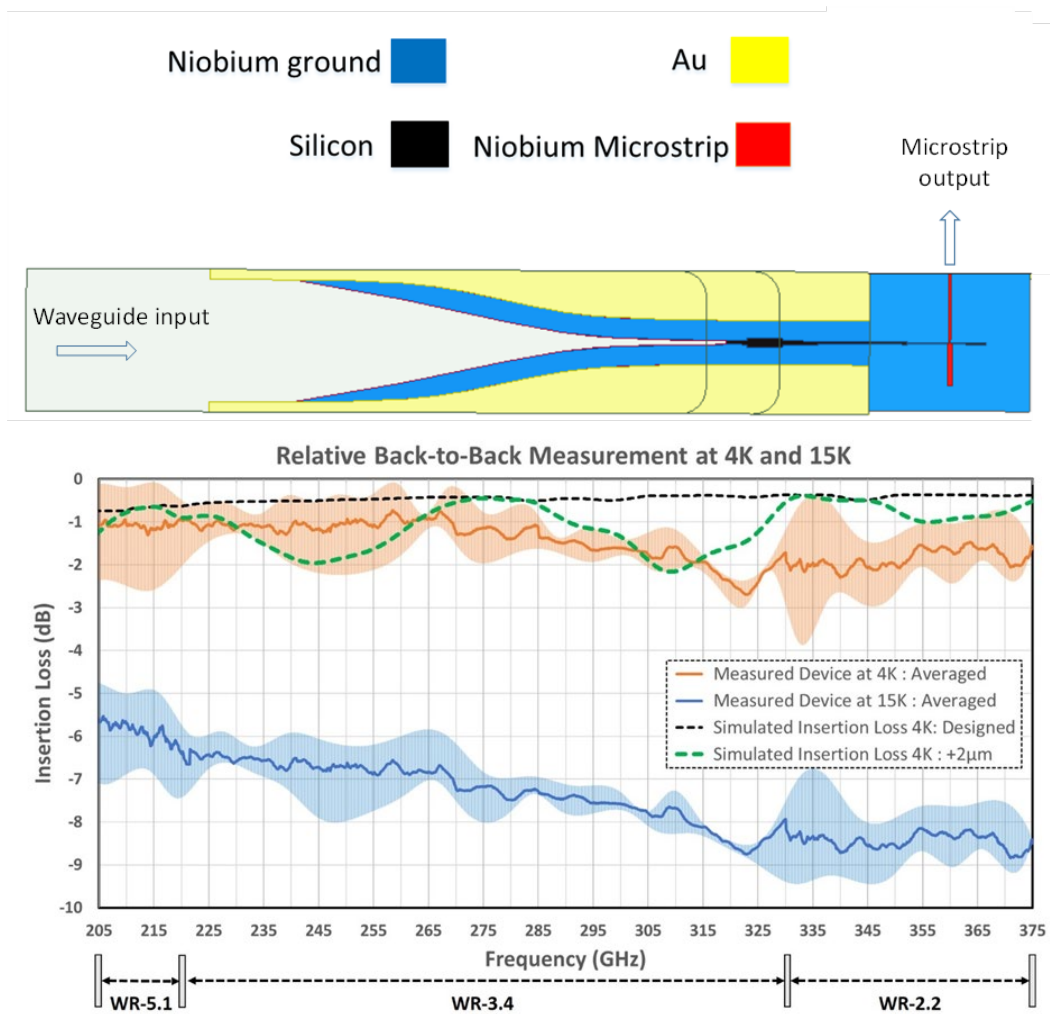 Niobium ground
Au
Silicon
Niobium Microstrip
Microstrip
output
Waveguide input
Relative Back-to-Back Measurement at 4K and 15K
Insertion Loss (dB)
0
-1
-2
-3
-4
-5
-6
-7
-8
-9
-10
Measured Device at 4K : Averaged
Measured Device at 15K : Averaged
Simulated Insertion Loss 4K: Designed
Simulated Insertion Loss 4K : +2μm
205 215 225 235 245 255 265 275 285 295 305 315 325 335 345 355 365 375
Frequency (GHz)
WR-5.1 WR-3.4 WR-2.2